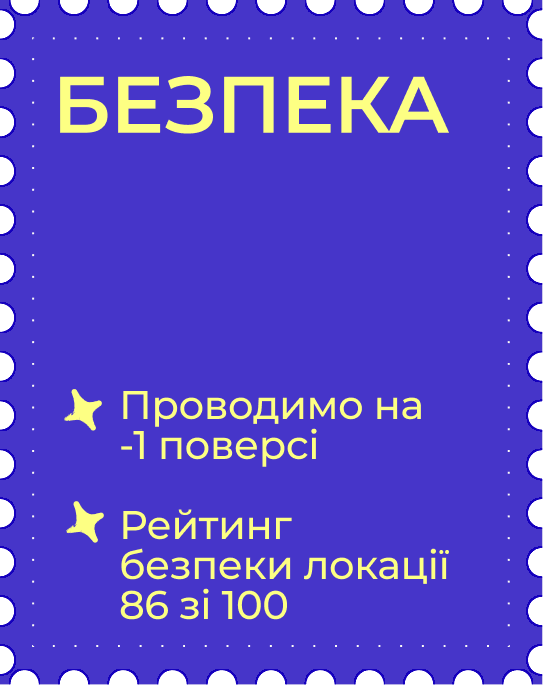 БЕЗПЕКА
Проводимо на
-1 поверсі
Рейтинг
безпеки локації
86 зі 100